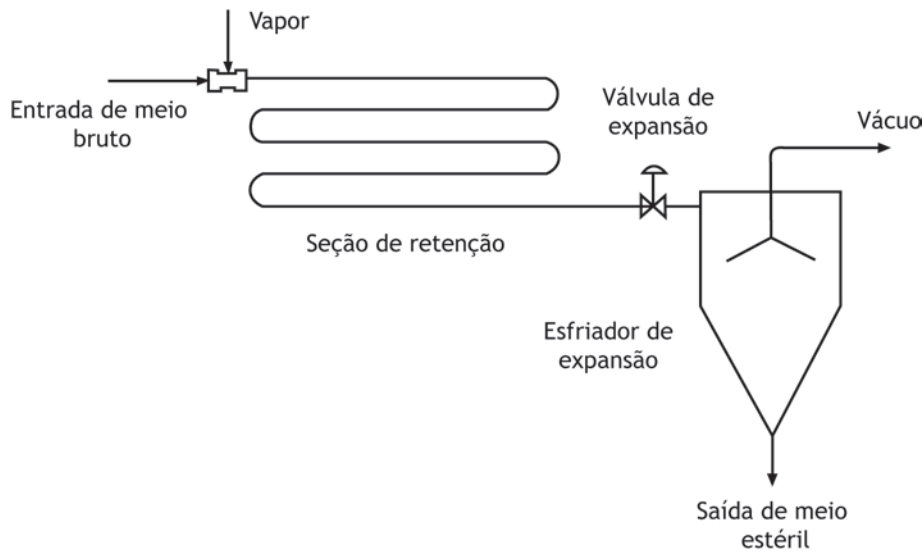 Vapor
Entrada de meio
bruto
Válvula de
expansão
Vácuo
Seção de retenção
Esfriador de
expansão
Saída de meio
estéril